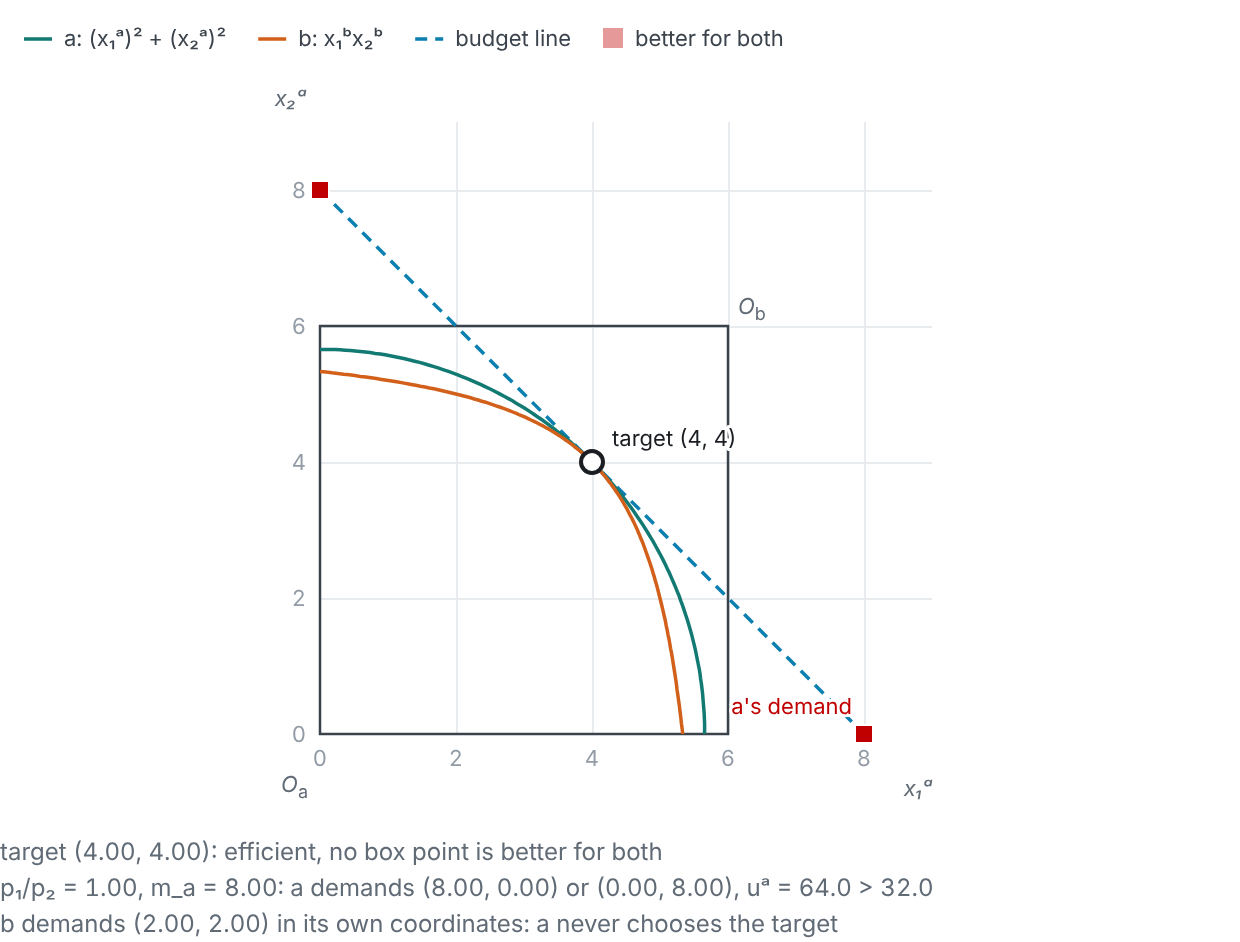 a: (x₁ᵃ)² + (x₂ᵃ)² b: x₁ᵇx₂ᵇ budget line better for both
x₂ᵃ
8
O_b
6
target (4, 4)
4
2
a's demand
0
0 2 4 6 8
O_a x₁ᵃ
target (4.00, 4.00): efficient, no box point is better for both
p₁/p₂ = 1.00, m_a = 8.00: a demands (8.00, 0.00) or (0.00, 8.00), uᵃ = 64.0 > 32.0
b demands (2.00, 2.00) in its own coordinates: a never chooses the target